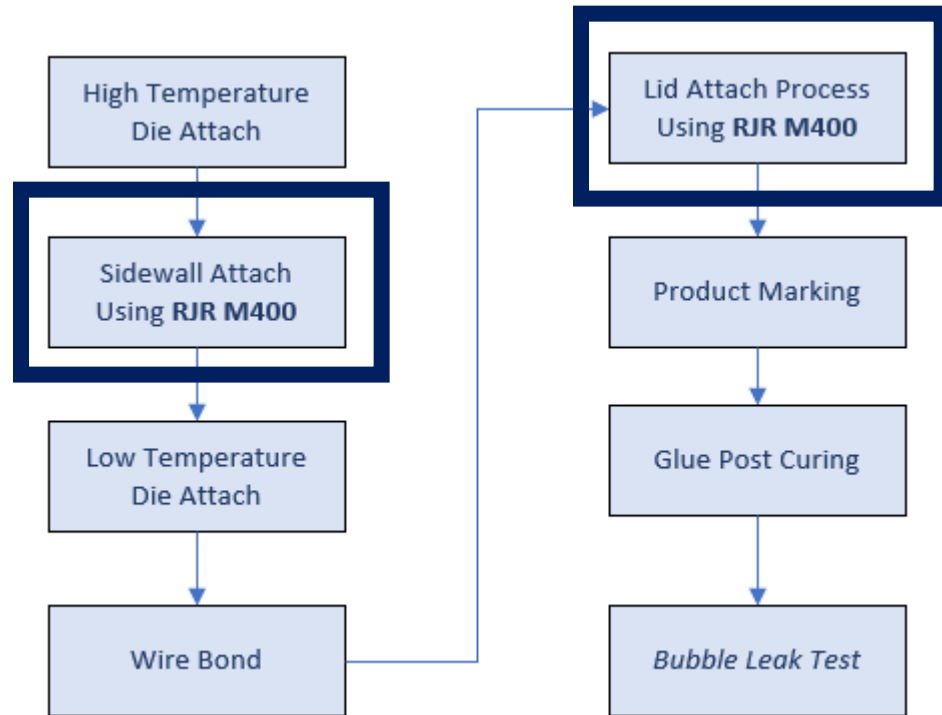 High Temperature
Die Attach
Sidewall Attach
Using RJR M400
Low Temperature
Die Attach
Wire Bond
Lid Attach Process
Using RJR M400
Product Marking
Glue Post Curing
Bubble Leak Test